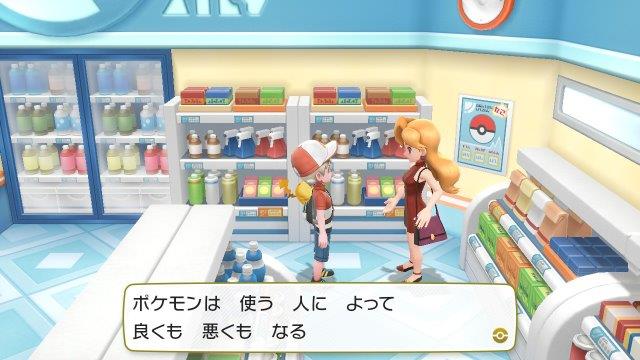 ポケモンは　使う　人に　よって
良くも　悪くも　なる